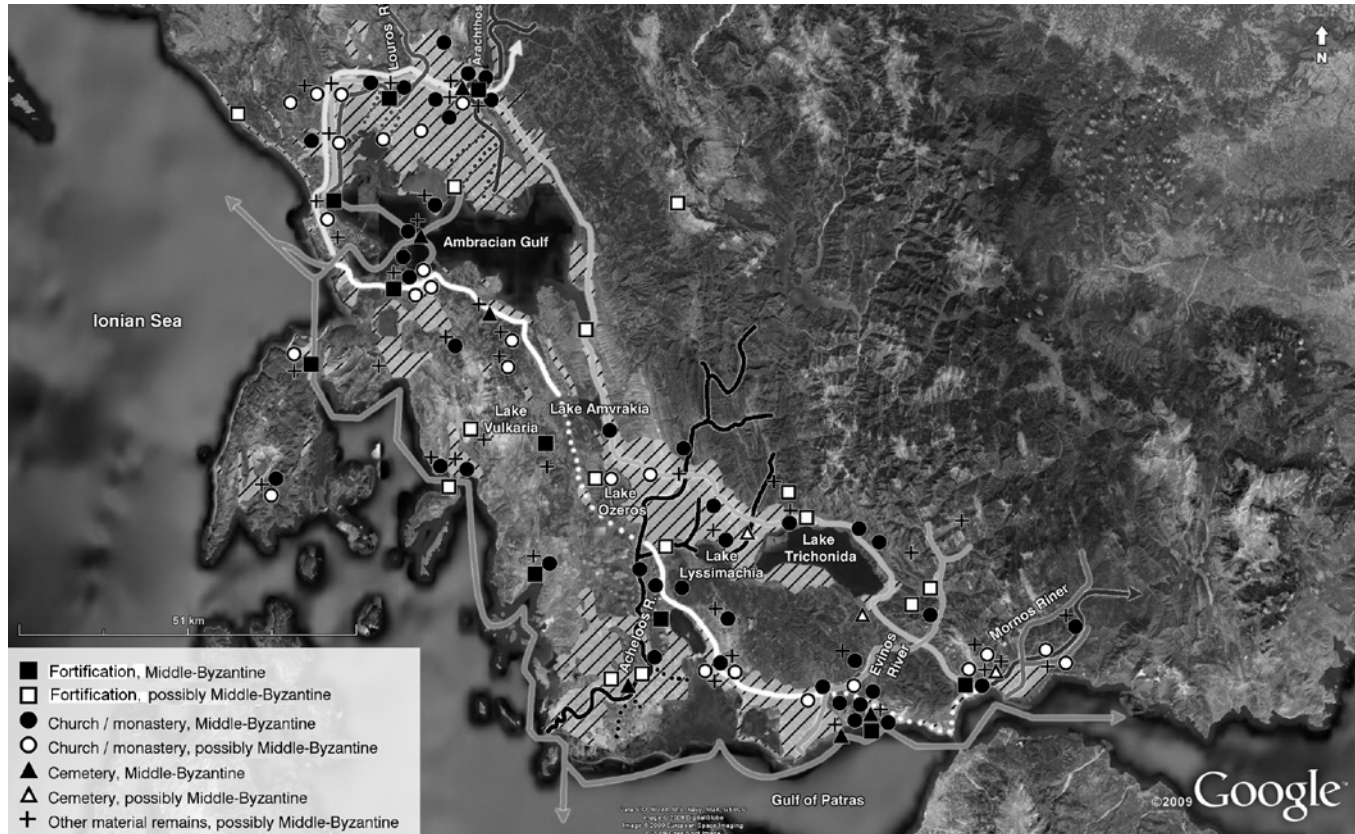 N
Louros R
Arachthos
Ambracian Gulf
Ionian Sea
Lake Amvrakia
Lake
Vulkaria
Lake
Ozeros
Lake
Lyssimachia
Lake
Trichonida
Acheloos R.
Evinos
River
Mornos Riner
51 km
Gulf of Patras
Fortification, Middle-Byzantine
Fortification, possibly Middle-Byzantine
Church / monastery, Middle-Byzantine
Church / monastery, possibly Middle-Byzantine
Cemetery, Middle-Byzantine
Cemetery, possibly Middle-Byzantine
Other material remains, possibly Middle-Byzantine
©2009 Google